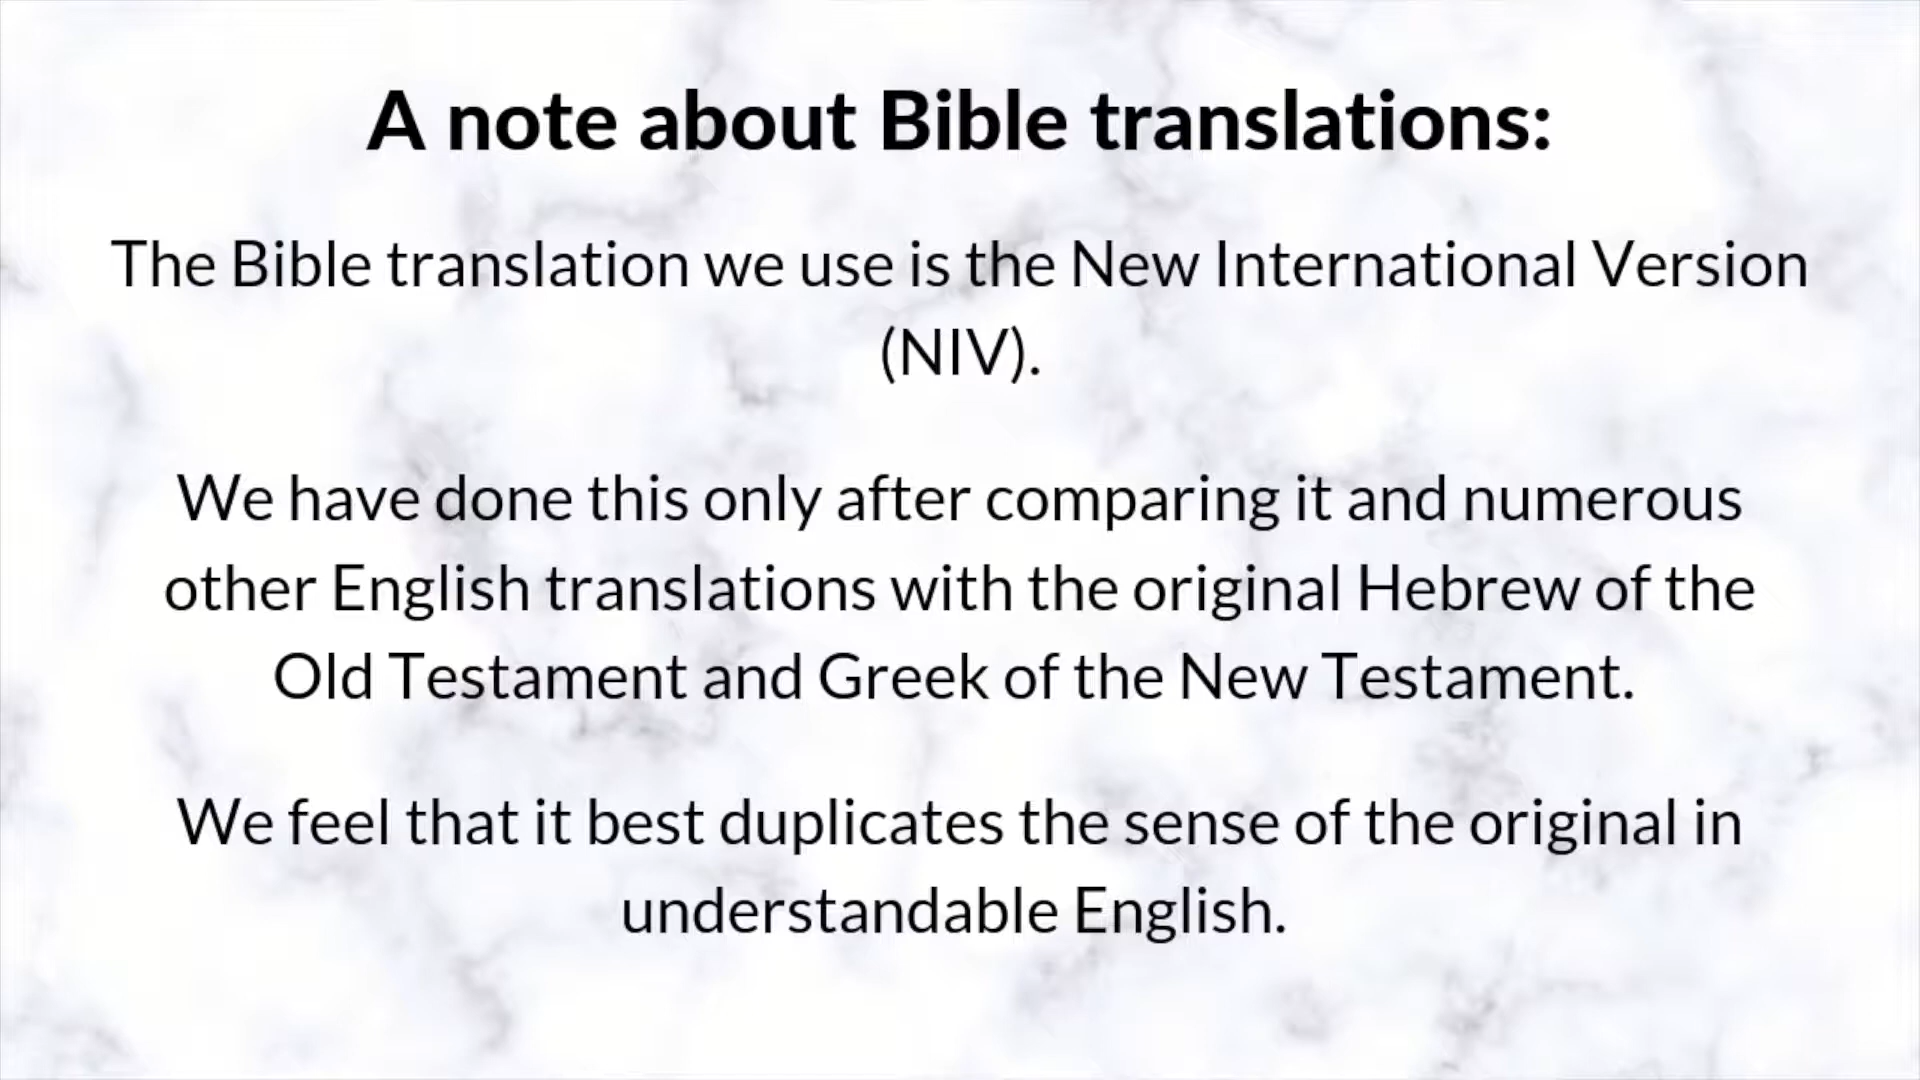 A note about Bible translations:
The Bible translation we use is the New International Version
(NIV).
We have done this only after comparing it and numerous
other English translations with the original Hebrew of the
Old Testament and Greek of the New Testament.
We feel that it best duplicates the sense of the original in
understandable English.